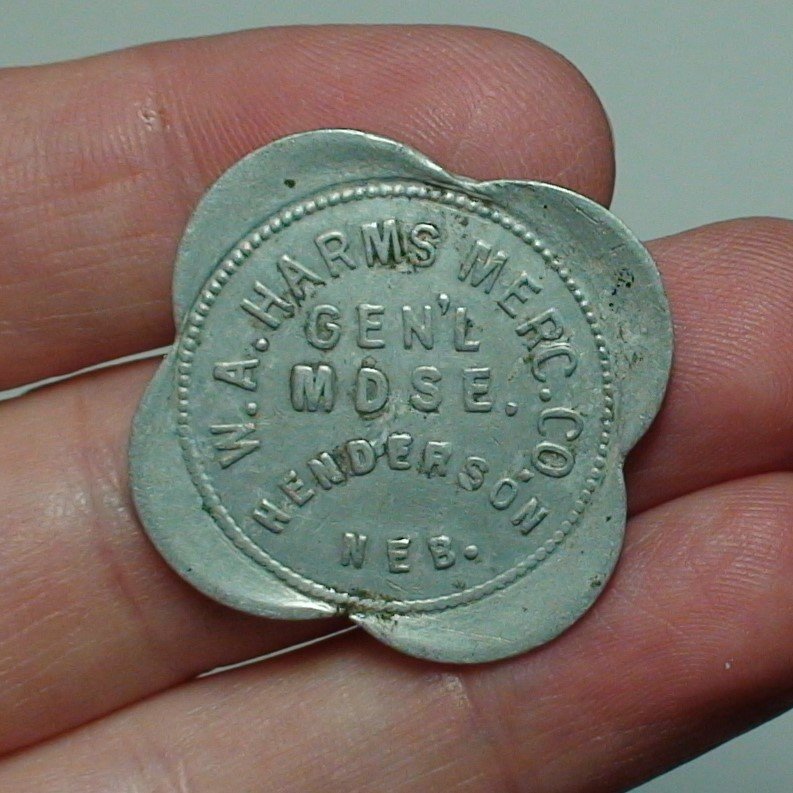 W.A. HARMS MERC. CO.
GEN'L
MDSE.
HENDERSON
NEB.